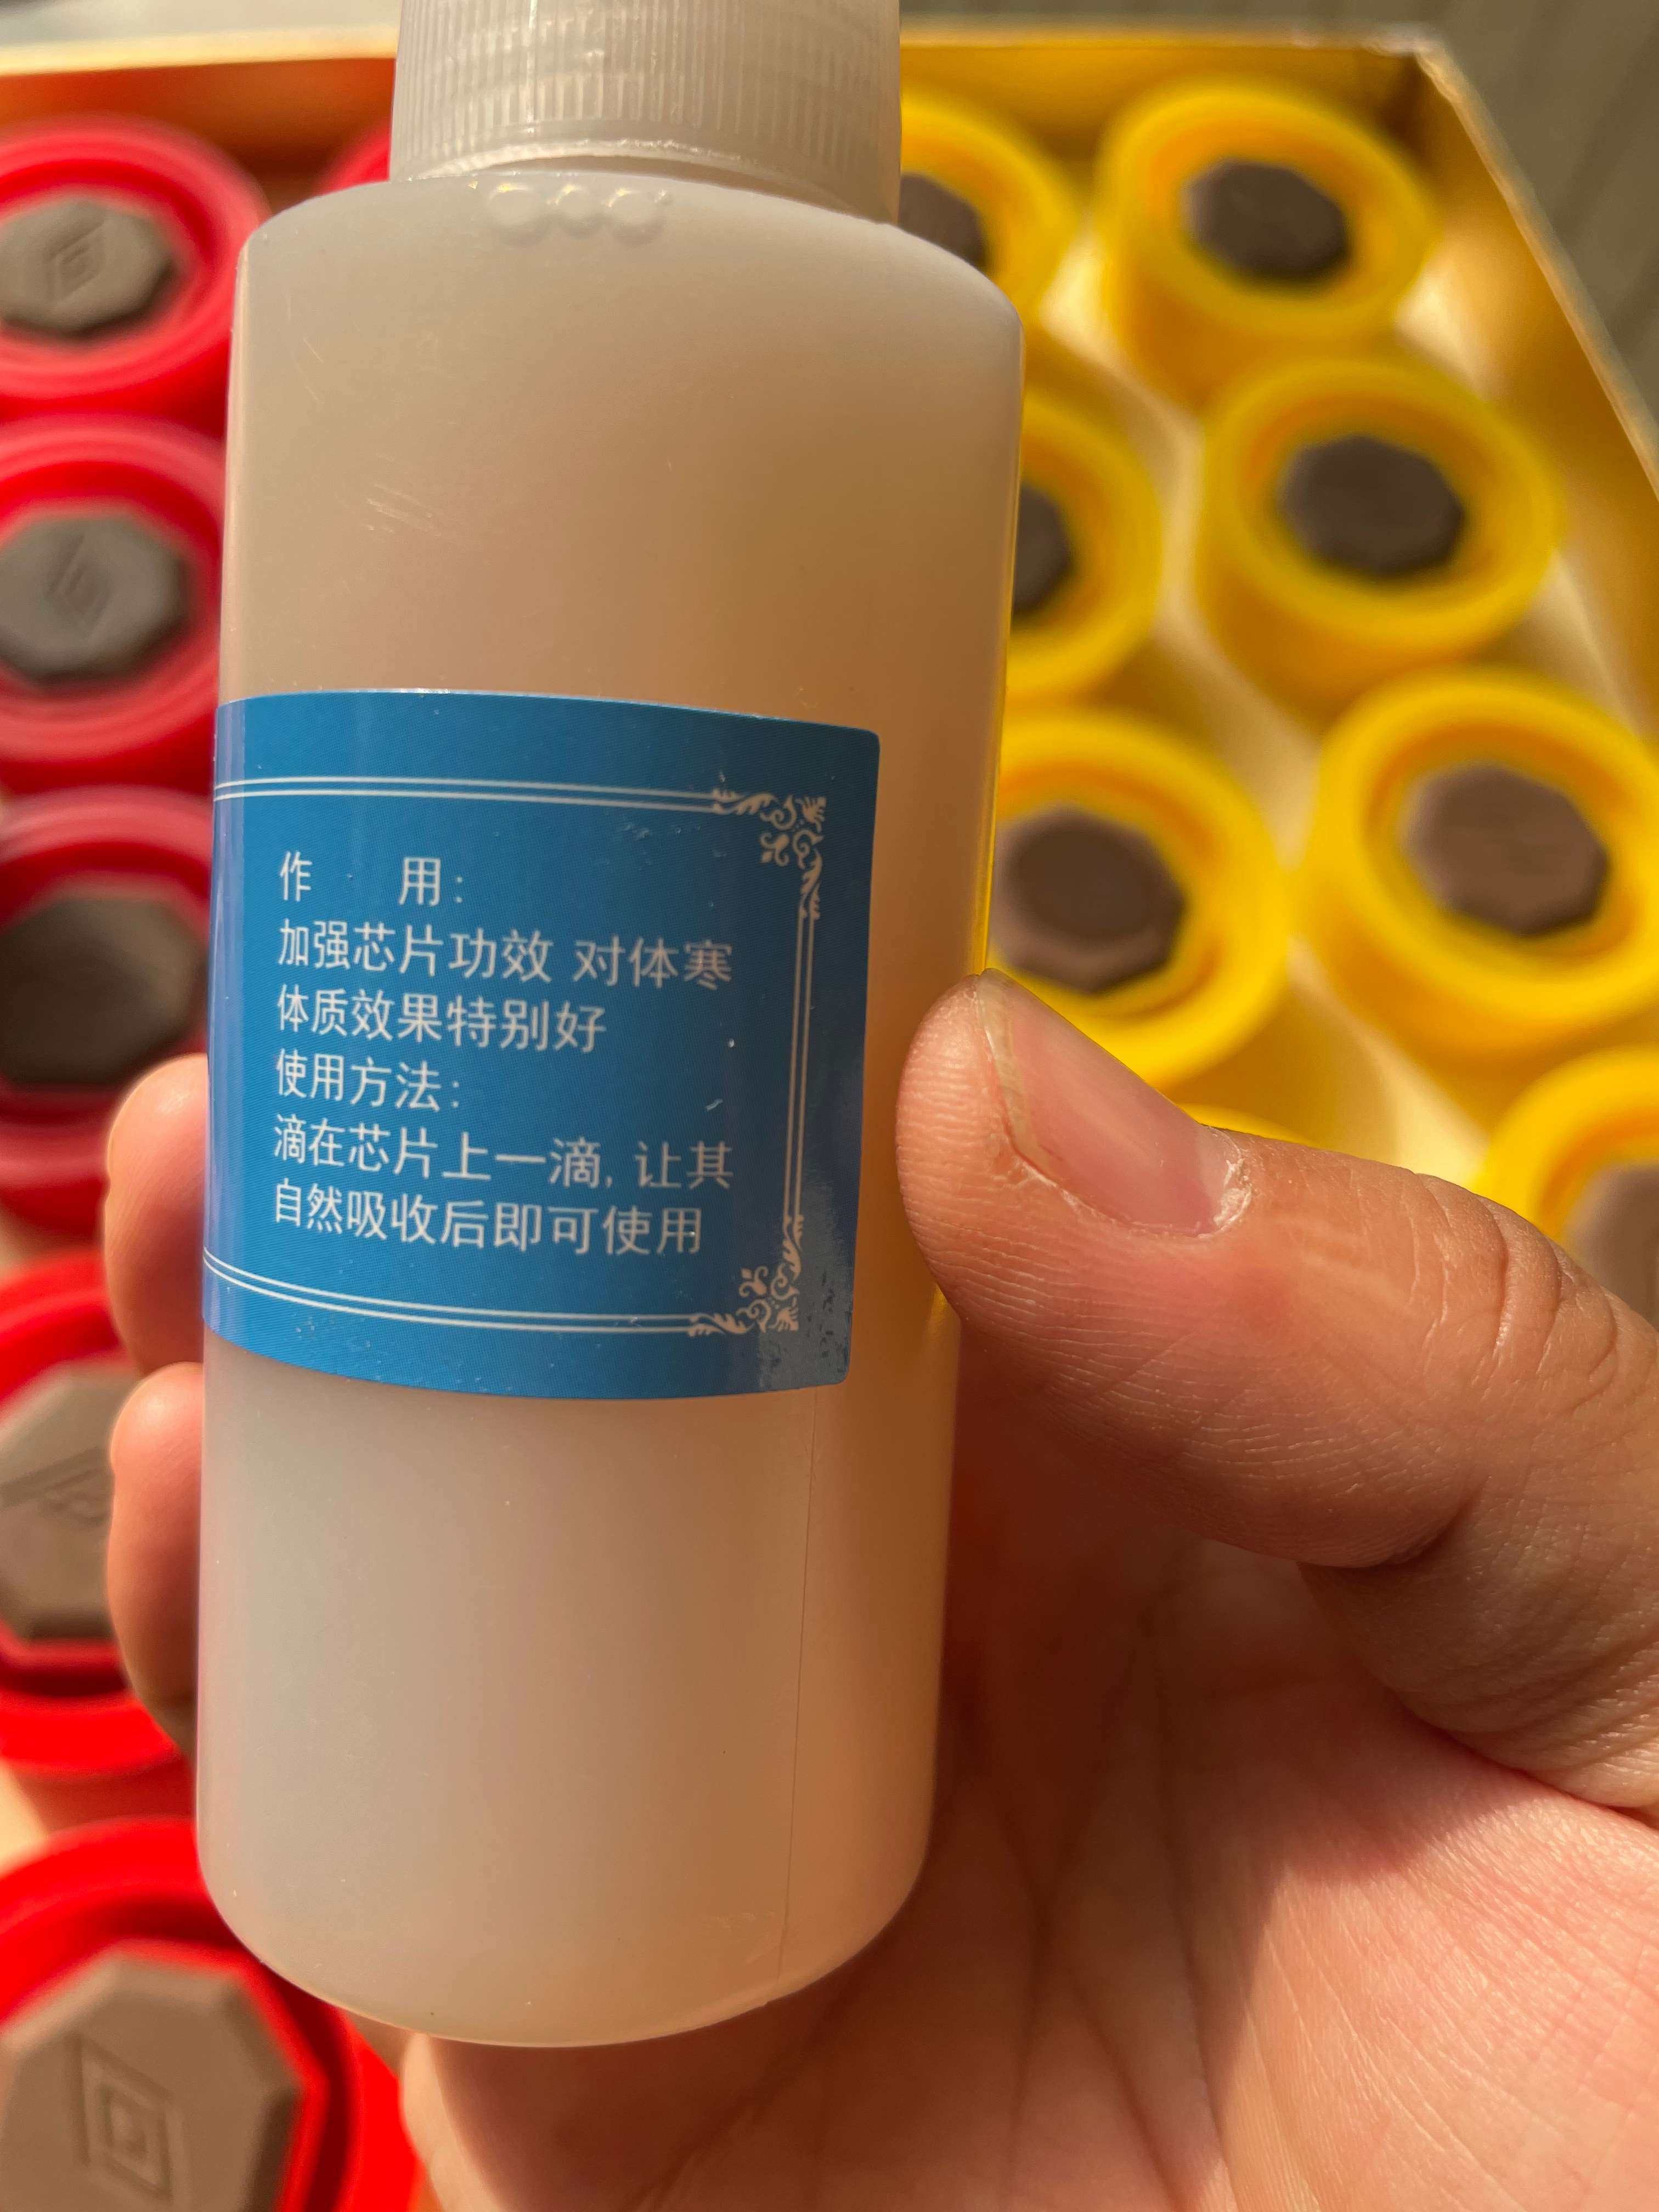 作 用：
加强芯片功效 对体寒
体质效果特别好
使用方法：
滴在芯片上一滴, 让其
自然吸收后即可使用